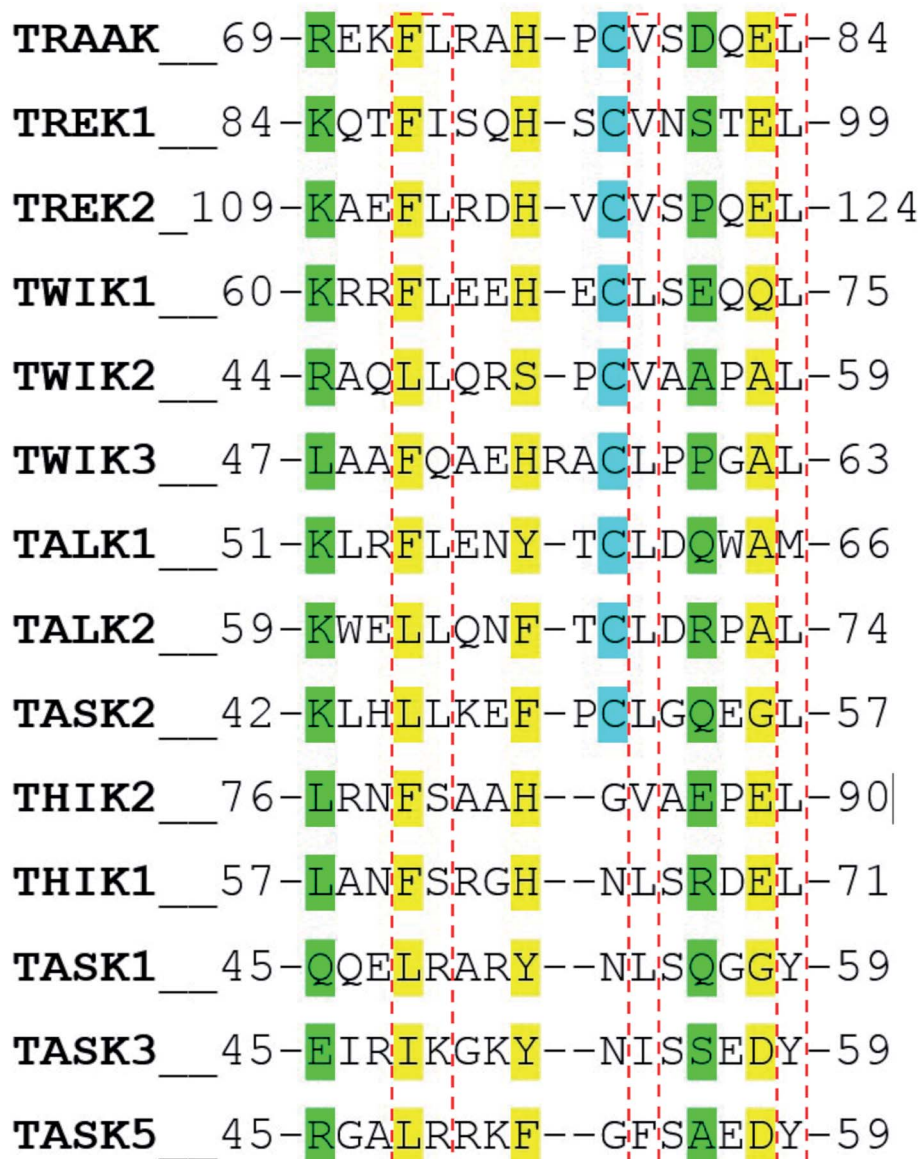 TRAAK__69-REKFLRAH-PCVSDQEL-84
TREK1__84-KQTFISQH-SCVNSTEL-99
TREK2_109-KAEFLRDH-VCVSPQEL-124
TWIK1__60-KRRFLEEH-ECLSEQQL-75
TWIK2__44-RAQLLQRS-PCVAAPAL-59
TWIK3__47-LAAFQAEHRACLPPGAL-63
TALK1__51-KLRFLENY-TCLDQWAM-66
TALK2__59-KWELLQNF-TCLDRPAL-74
TASK2__42-KLHLLKEF-PCLGQEGL-57
THIK2__76-LRNFSAAH--GVAEPEL-90
THIK1__57-LANFSRGH--NLSRDEL-71
TASK1__45-QQELRARY--NLSQGGY-59
TASK3__45-EIRIKGKY--NISSEDY-59
TASK5__45-RGALRRKF--GFSAEDY-59